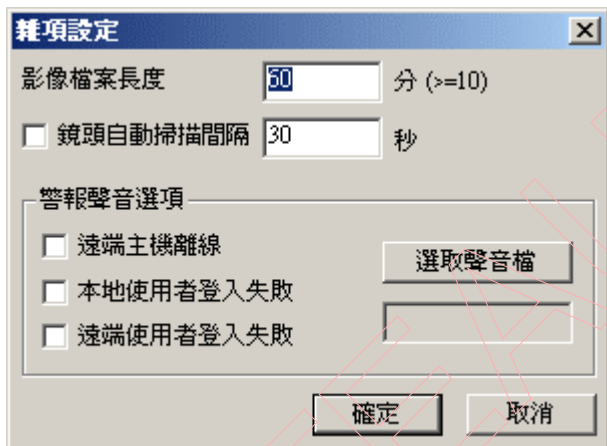 雜項設定
影像檔案長度 60 分 (>=10)
鏡頭自動掃描間隔 30 秒
警報聲音選項
遠端主機離線
選取聲音檔
本地使用者登入失敗
遠端使用者登入失敗
確定 取消